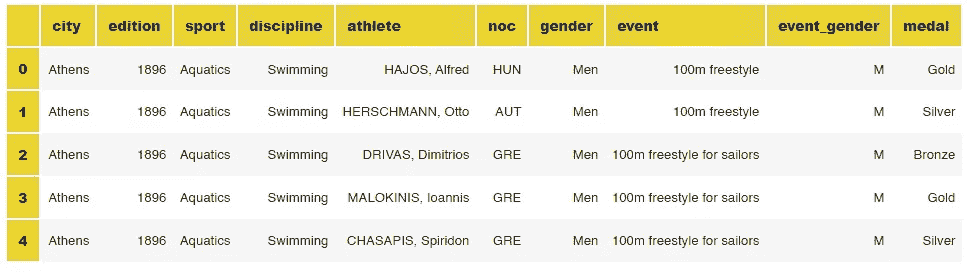 city edition sport discipline athlete noc gender event event_gender medal
0 Athens 1896 Aquatics Swimming HAJOS, Alfred HUN Men 100m freestyle M Gold
1 Athens 1896 Aquatics Swimming HERSCHMANN, Otto AUT Men 100m freestyle M Silver
2 Athens 1896 Aquatics Swimming DRIVAS, Dimitrios GRE Men 100m freestyle for sailors M Bronze
3 Athens 1896 Aquatics Swimming MALOKINIS, Ioannis GRE Men 100m freestyle for sailors M Gold
4 Athens 1896 Aquatics Swimming CHASAPIS, Spiridon GRE Men 100m freestyle for sailors M Silver